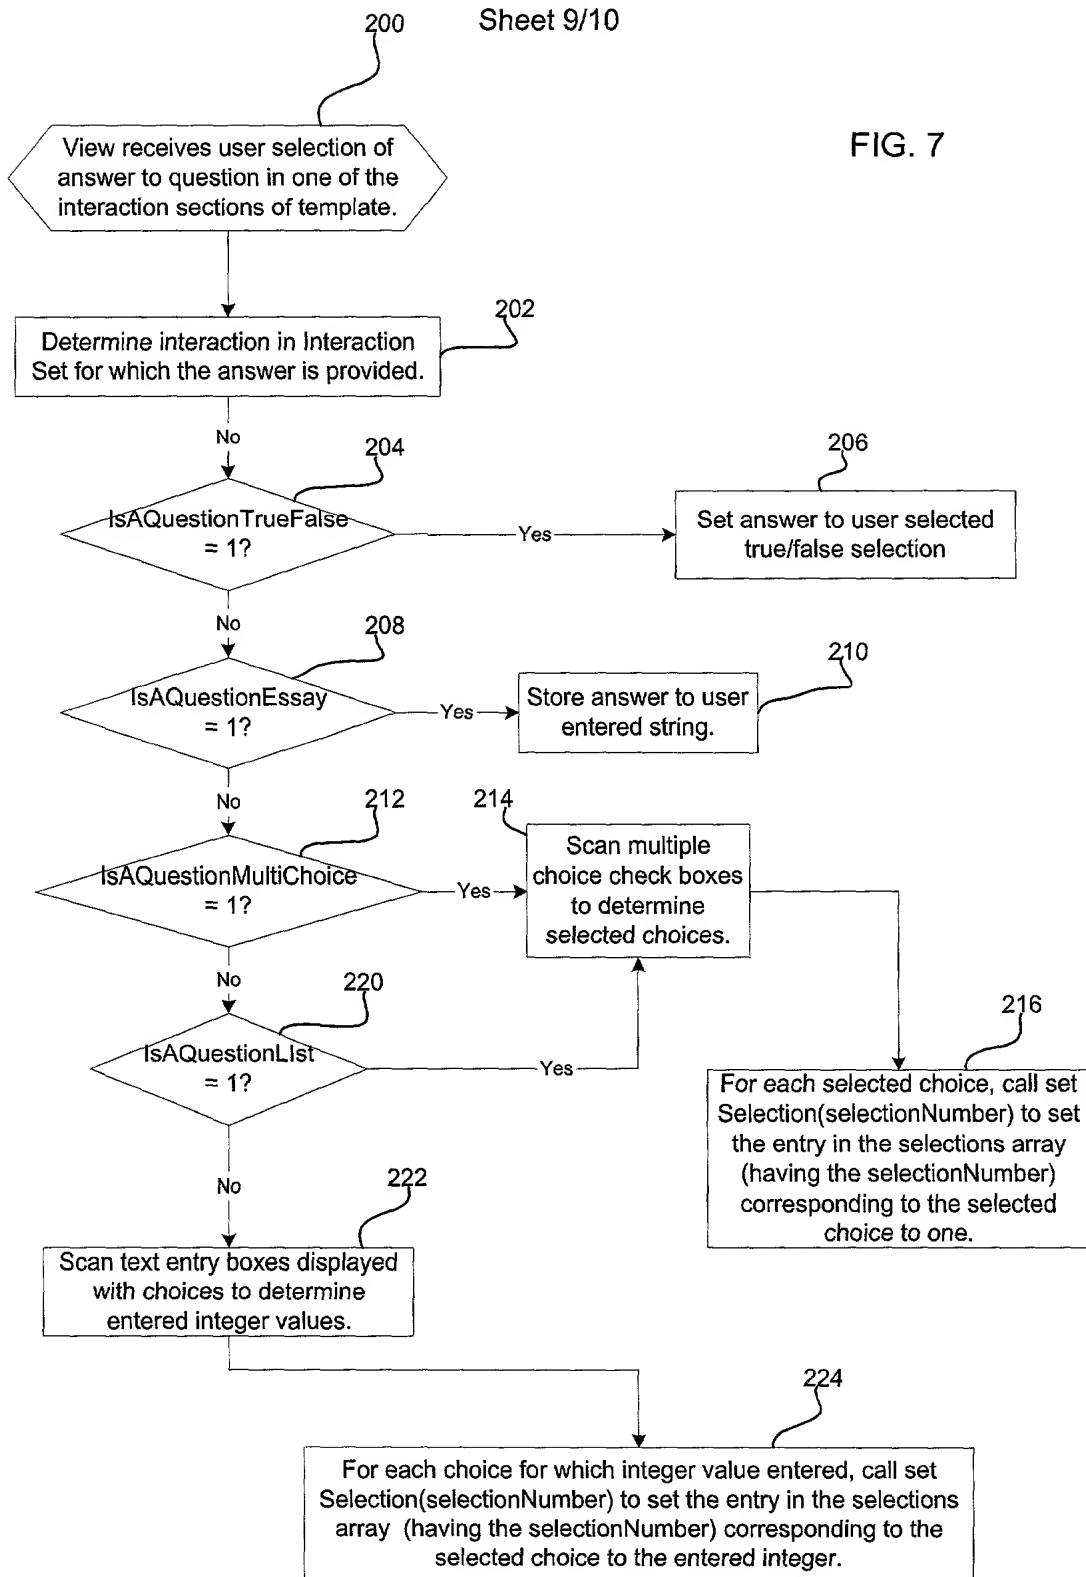 200
Sheet 9/10
FIG. 7
View receives user selection of
answer to question in one of the
interaction sections of template.
202
Determine interaction in Interaction
Set for which the answer is provided.
No
204
IsAQuestionTrueFalse
= 1?
Yes
206
Set answer to user selected
true/false selection
No
208
IsAQuestionEssay
= 1?
Yes
210
Store answer to user
entered string.
No
212
IsAQuestionMultiChoice
= 1?
Yes
214
Scan multiple
choice check boxes
to determine
selected choices.
No
220
IsAQuestionLIst
= 1?
Yes
216
For each selected choice, call set
Selection(selectionNumber) to set
the entry in the selections array
(having the selectionNumber)
corresponding to the selected
choice to one.
No
222
Scan text entry boxes displayed
with choices to determine
entered integer values.
224
For each choice for which integer value entered, call set
Selection(selectionNumber) to set the entry in the selections
array (having the selectionNumber) corresponding to the
selected choice to the entered integer.